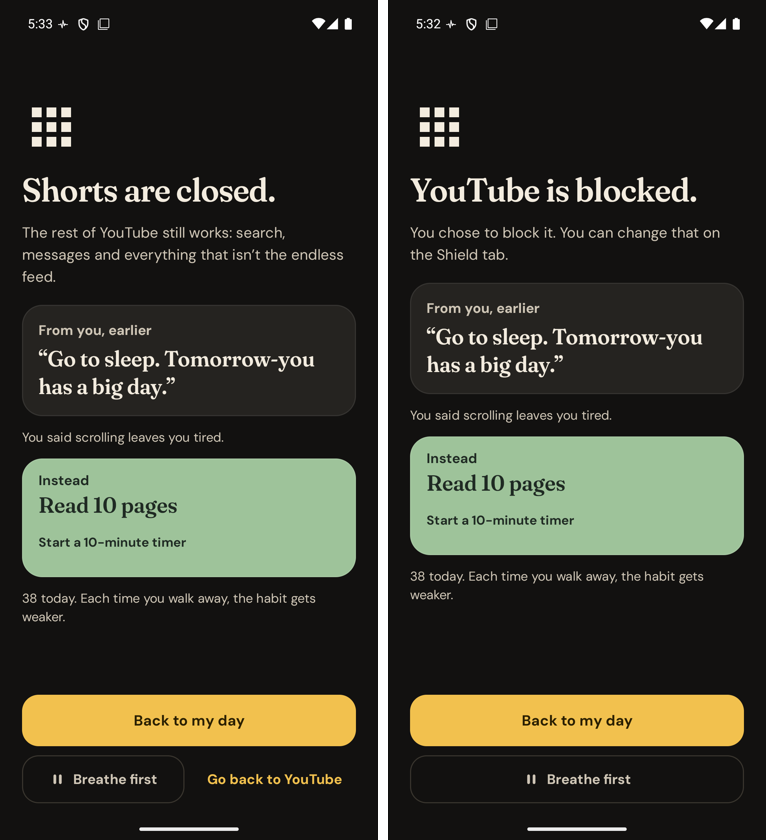 5:33
Shorts are closed.
The rest of YouTube still works: search,
messages and everything that isn’t the endless
feed.
From you, earlier
“Go to sleep. Tomorrow-you
has a big day.”
You said scrolling leaves you tired.
Instead
Read 10 pages
Start a 10-minute timer
38 today. Each time you walk away, the habit gets
weaker.
Back to my day
Breathe first
Go back to YouTube
5:32
YouTube is blocked.
You chose to block it. You can change that on
the Shield tab.
From you, earlier
“Go to sleep. Tomorrow-you
has a big day.”
You said scrolling leaves you tired.
Instead
Read 10 pages
Start a 10-minute timer
38 today. Each time you walk away, the habit gets
weaker.
Back to my day
Breathe first